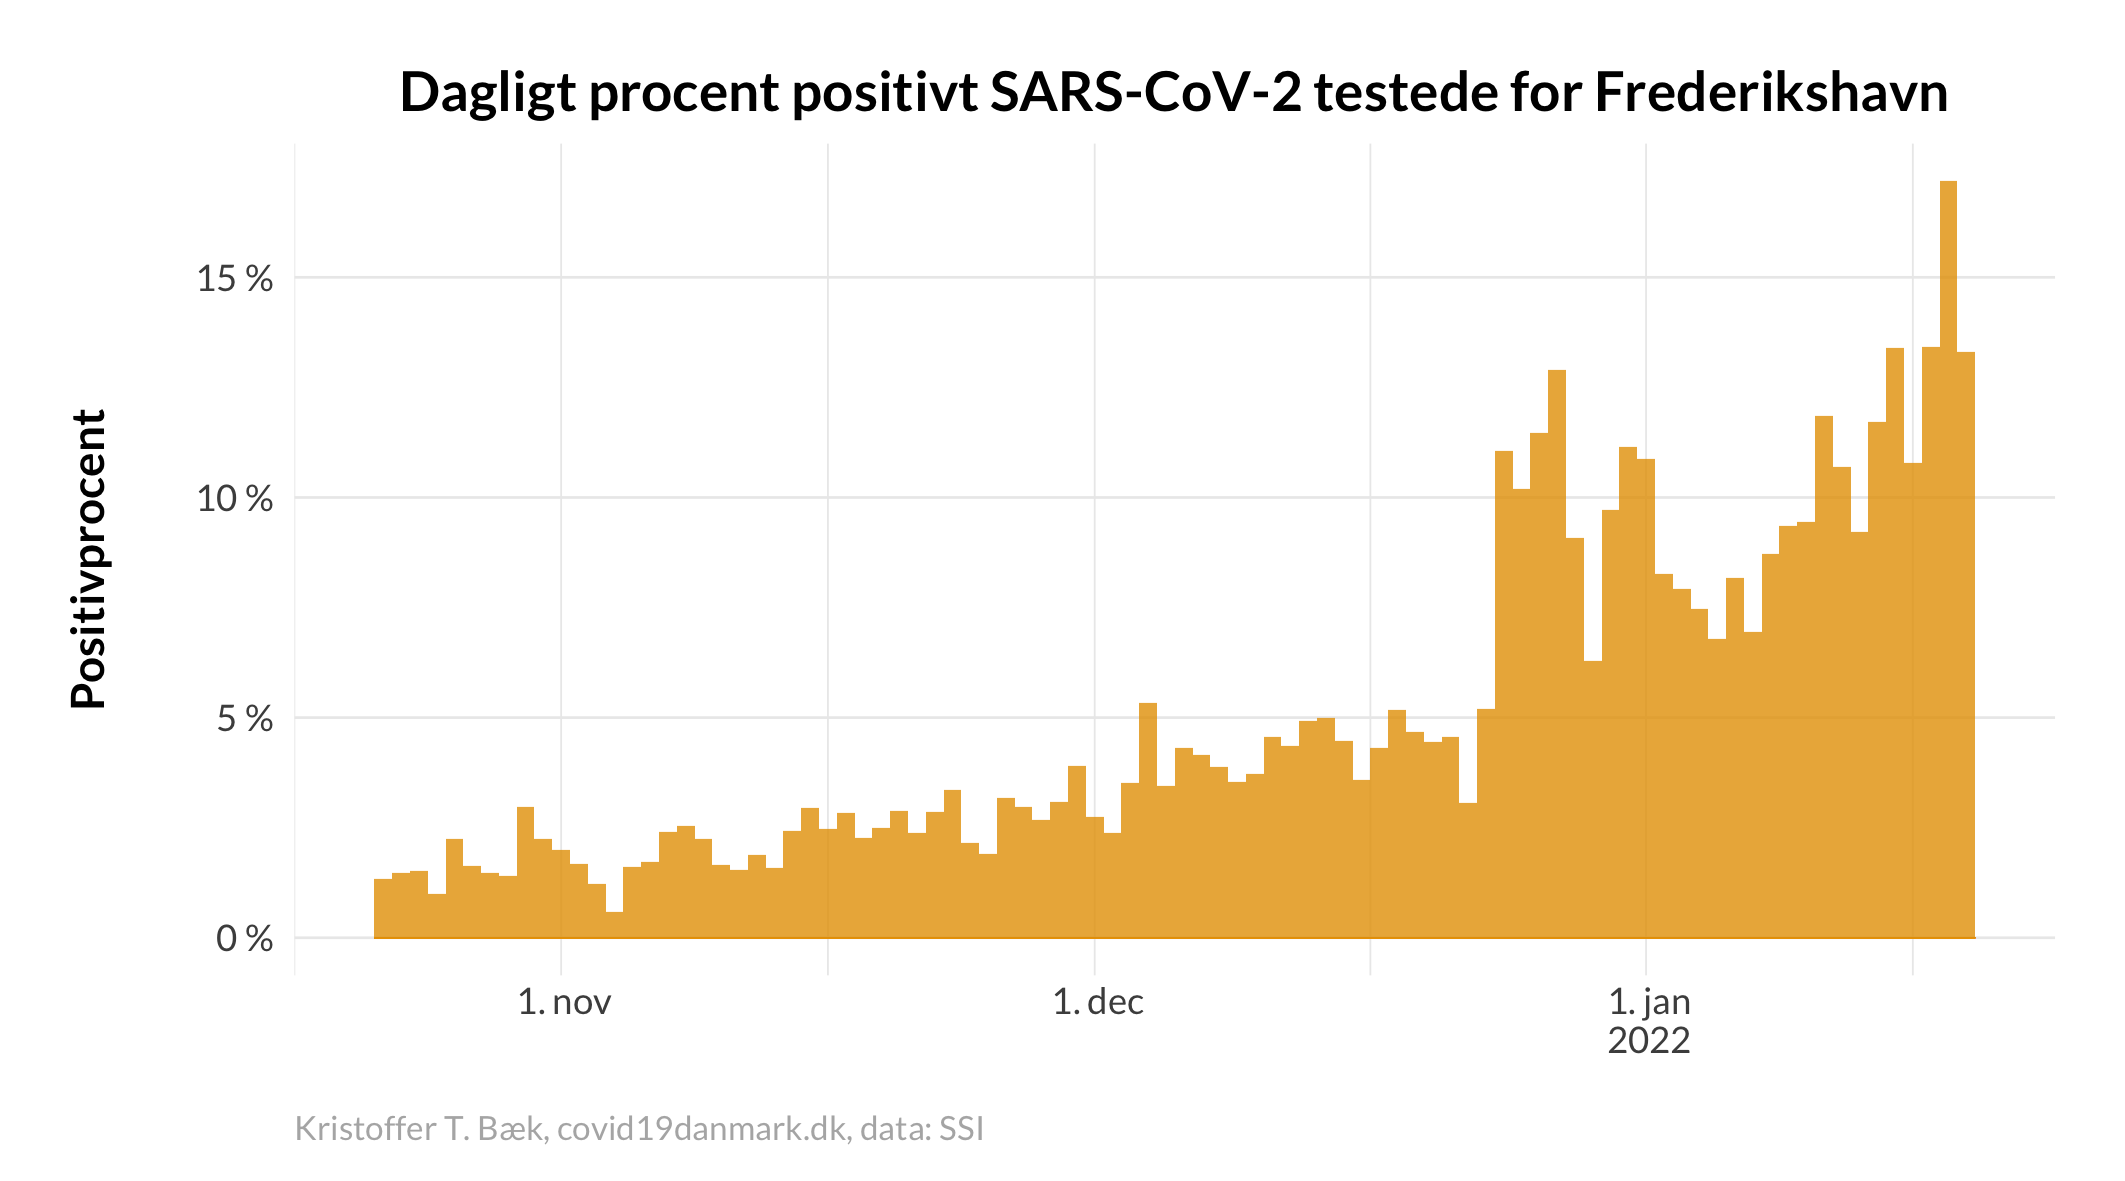 Dagligt procent positivt SARS-CoV-2 testede for Frederikshavn
Positivprocent
15 %
10 %
5 %
0 %
1. nov
1. dec
1. jan
2022
Kristoffer T. Bæk, covid19danmark.dk, data: SSI